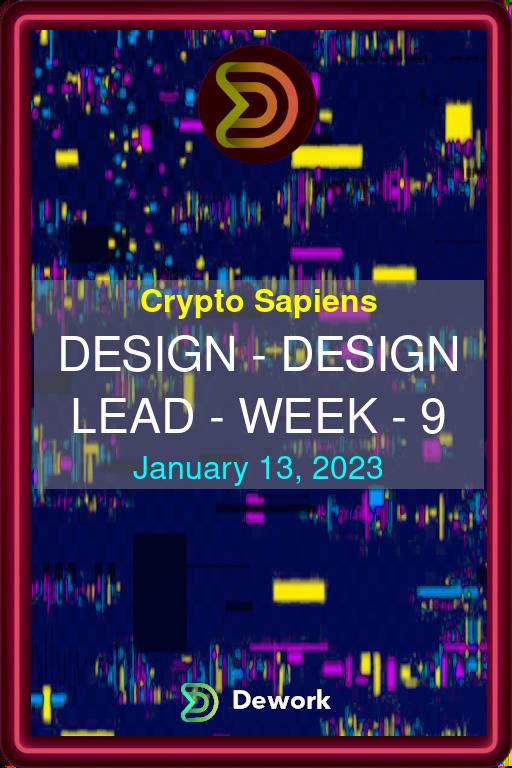 Crypto Sapiens
DESIGN - DESIGN
LEAD - WEEK - 9
January 13, 2023
Dework